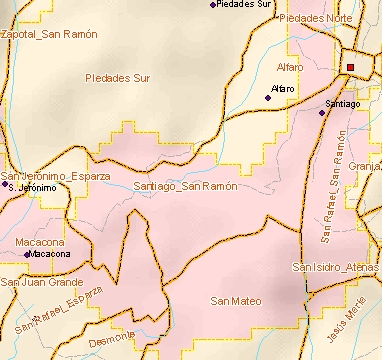 Piedades Sur
Piedades Norte
Zapotal_San Ramón
Piedades Sur
Alfaro
Alfaro
Santiago
San Rafael_San Ramón
Granja
San Jerónimo_Esparza
S. Jerónimo
Santiago_San Ramón
Macacona
Macacona
San Isidro_Atenas
San Juan Grande
San Rafael_Esparza
San Mateo
Desmonte
Jesús